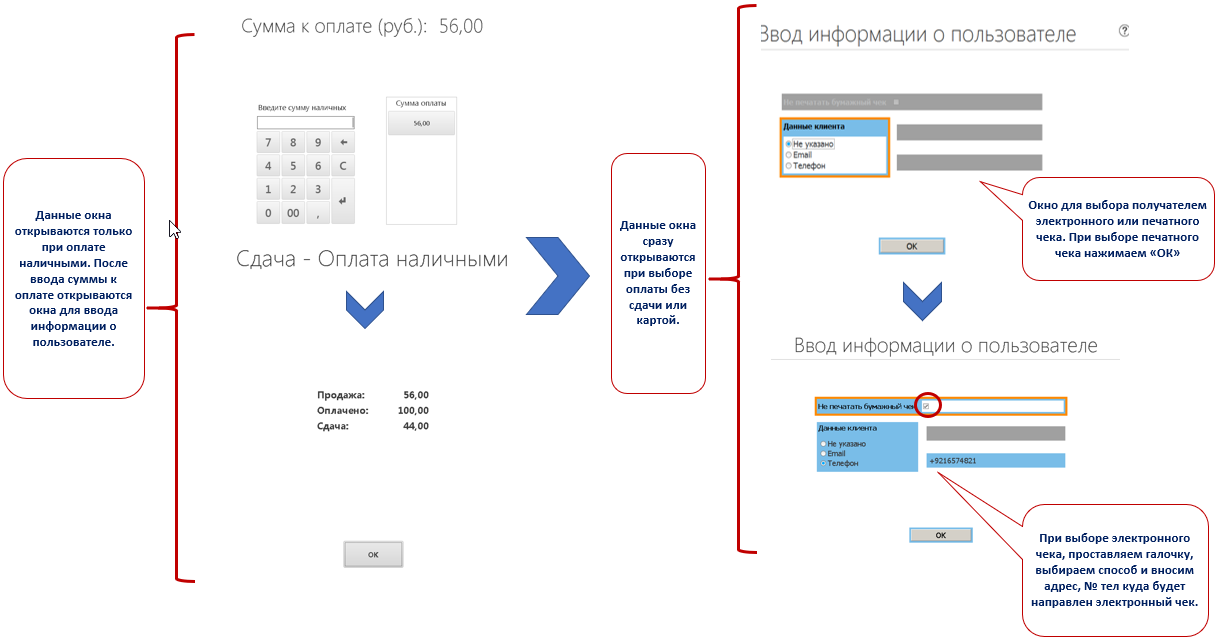 Сумма к оплате (руб.): 56,00
Введите сумму наличных
7 8 9
4 5 6 C
1 2 3
0 00 ,
Сумма оплаты
56,00
Данные окна
открываются только
при оплате
наличными. После
ввода суммы к
оплате открываются
окна для ввода
информации о
пользователе.
Сдача - Оплата наличными
Продажа: 56,00
Оплачено: 100,00
Сдача: 44,00
ОК
Данные окна
сразу
открываются
при выборе
оплаты без
сдачи или
картой.
Ввод информации о пользователе
?
Не печатать бумажный чек
Данные клиента
Не указано
Email
Телефон
ОК
Окно для выбора получателем
электронного или печатного
чека. При выборе печатного
чека нажимаем «ОК»
Ввод информации о пользователе
Не печатать бумажный чек
Данные клиента
Не указано
Email
Телефон
+9216574821
ОК
При выборе электронного
чека, проставляем галочку,
выбираем способ и вносим
адрес, № тел куда будет
направлен электронный чек.